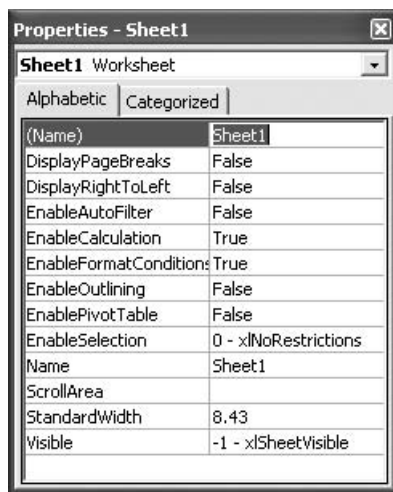 Properties - Sheet1
Sheet1 Worksheet
Alphabetic Categorized
(Name) Sheet1
DisplayPageBreaks False
DisplayRightToLeft False
EnableAutoFilter False
EnableCalculation True
EnableFormatConditions True
EnableOutlining False
EnablePivotTable False
EnableSelection 0 - xlNoRestrictions
Name Sheet1
ScrollArea
StandardWidth 8.43
Visible -1 - xlSheetVisible